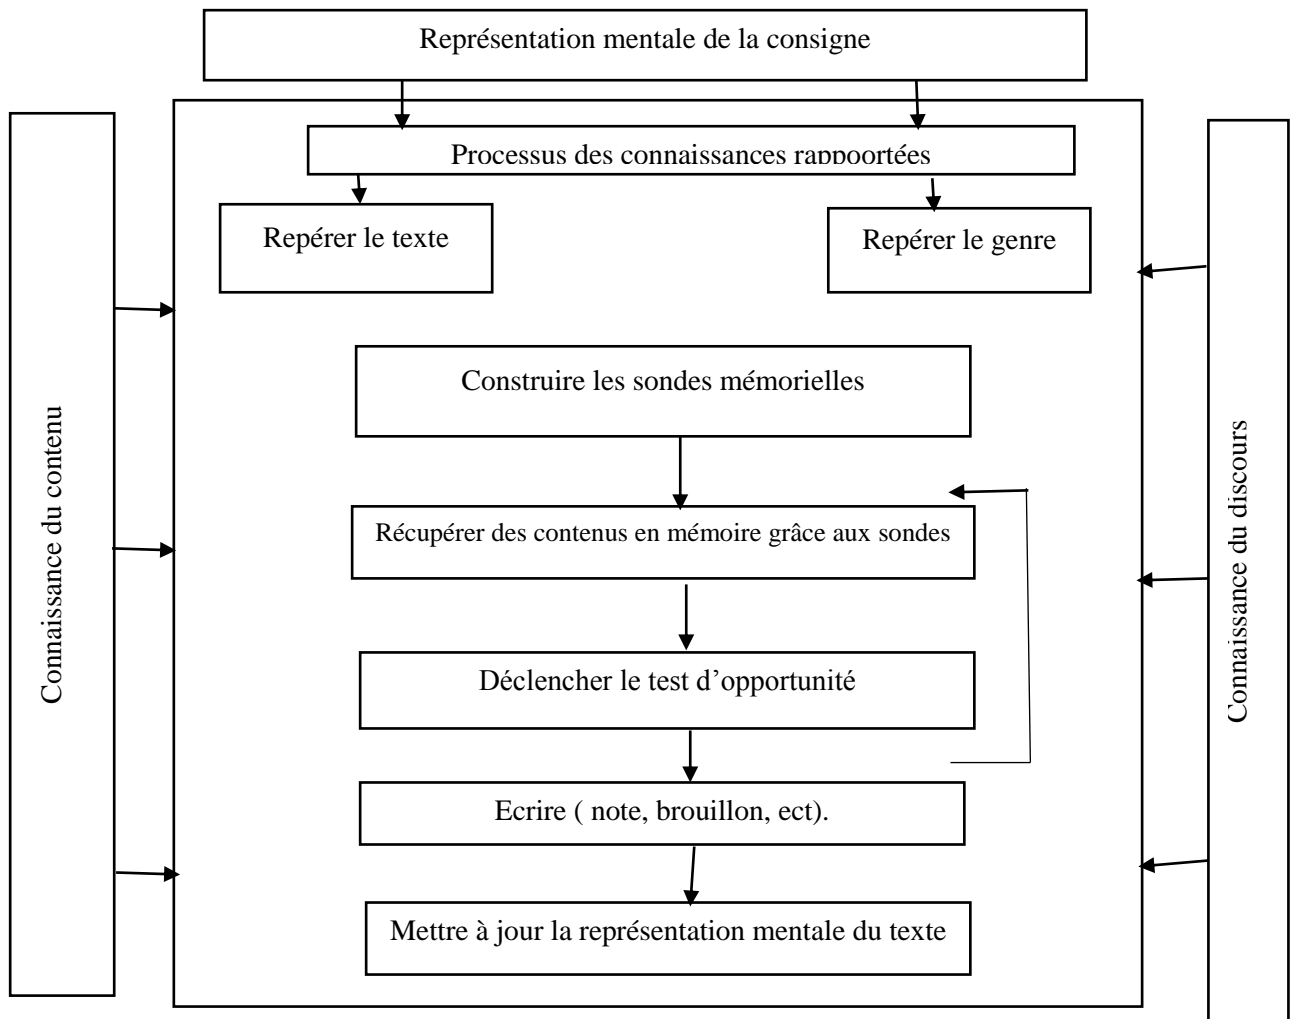 Représentation mentale de la consigne
Processus des connaissances rappoortées
Repérer le texte
Repérer le genre
Construire les sondes mémorielles
Récupérer des contenus en mémoire grâce aux sondes
Déclencher le test d’opportunité
Ecrire ( note, brouillon, ect).
Mettre à jour la représentation mentale du texte
Connaissance du contenu
Connaissance du discours